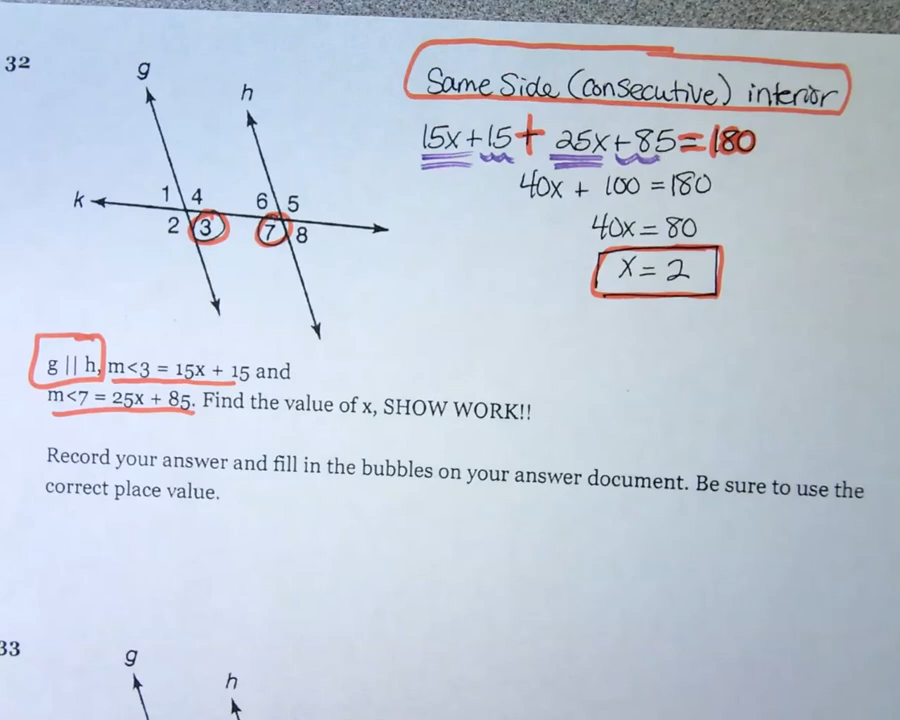 32
g
h
k
1 4
6 5
2 3
7 8
Same Side (consecutive) interior
15x+15 + 25x+85=180
40x + 100 = 180
40x = 80
x = 2
g || h, m<3 = 15x + 15 and
m<7 = 25x + 85. Find the value of x, SHOW WORK!!
Record your answer and fill in the bubbles on your answer document. Be sure to use the
correct place value.
33
g
h